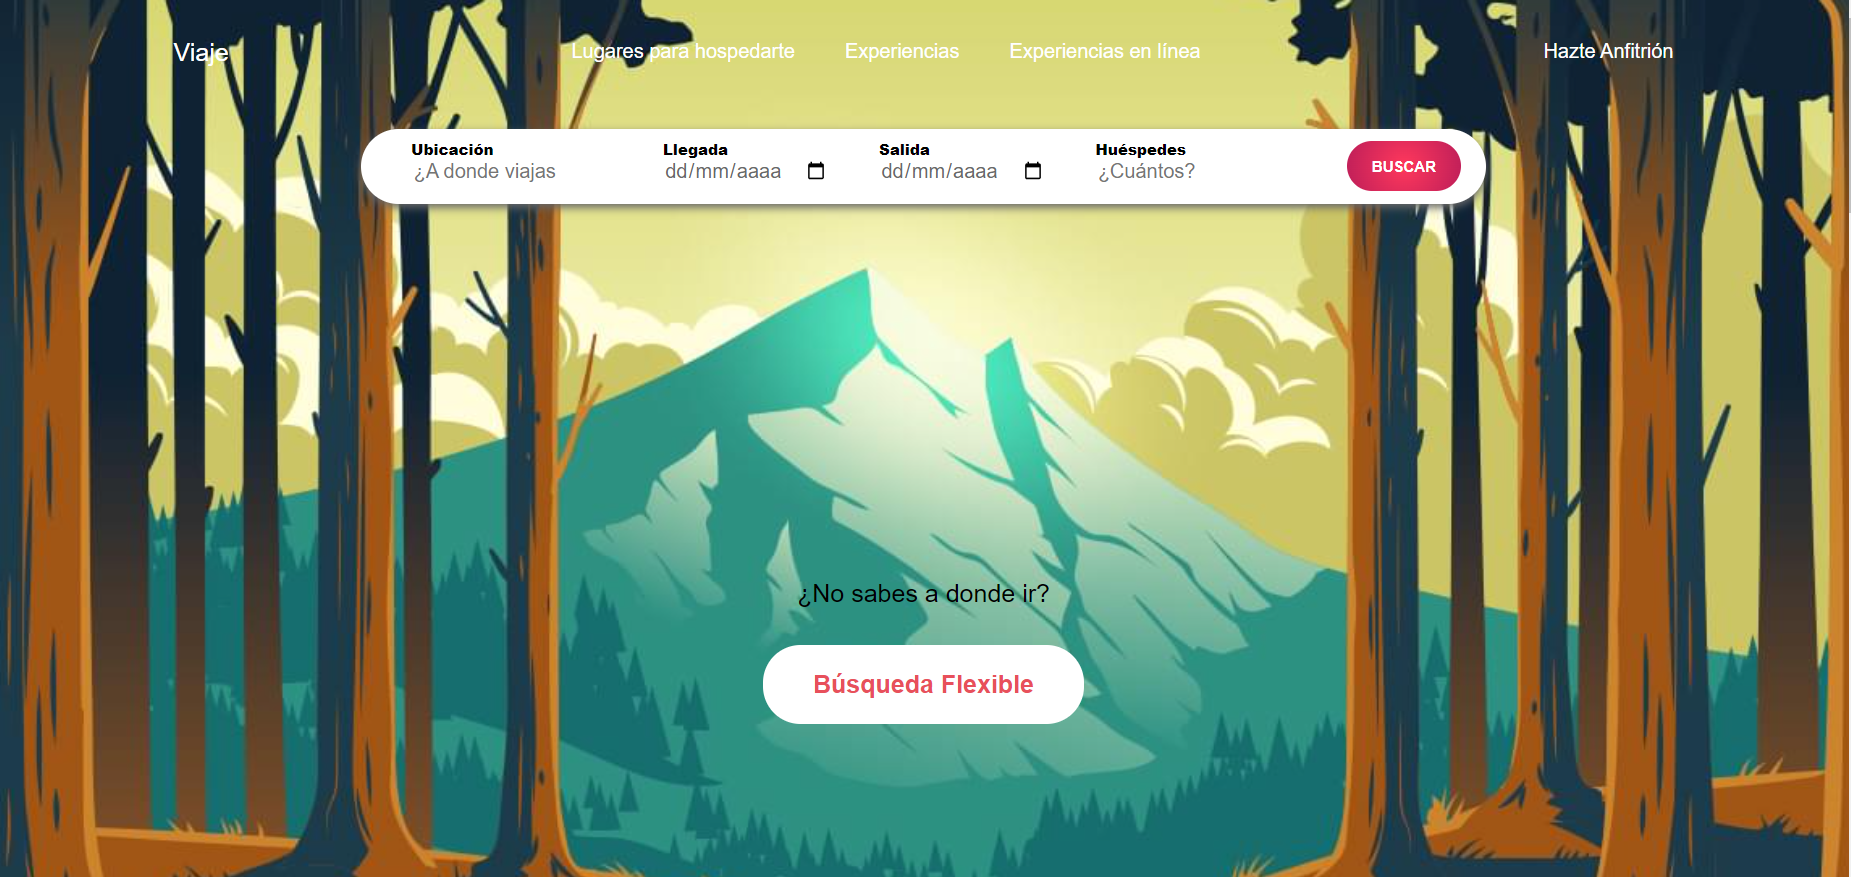 Viaje
Lugares para hospedarte
Experiencias
Experiencias en línea
Hazte Anfitrión
Ubicación
¿A donde viajas
Llegada
dd/mm/aaaa
Salida
dd/mm/aaaa
Huéspedes
¿Cuántos?
BUSCAR
¿No sabes a donde ir?
Búsqueda Flexible